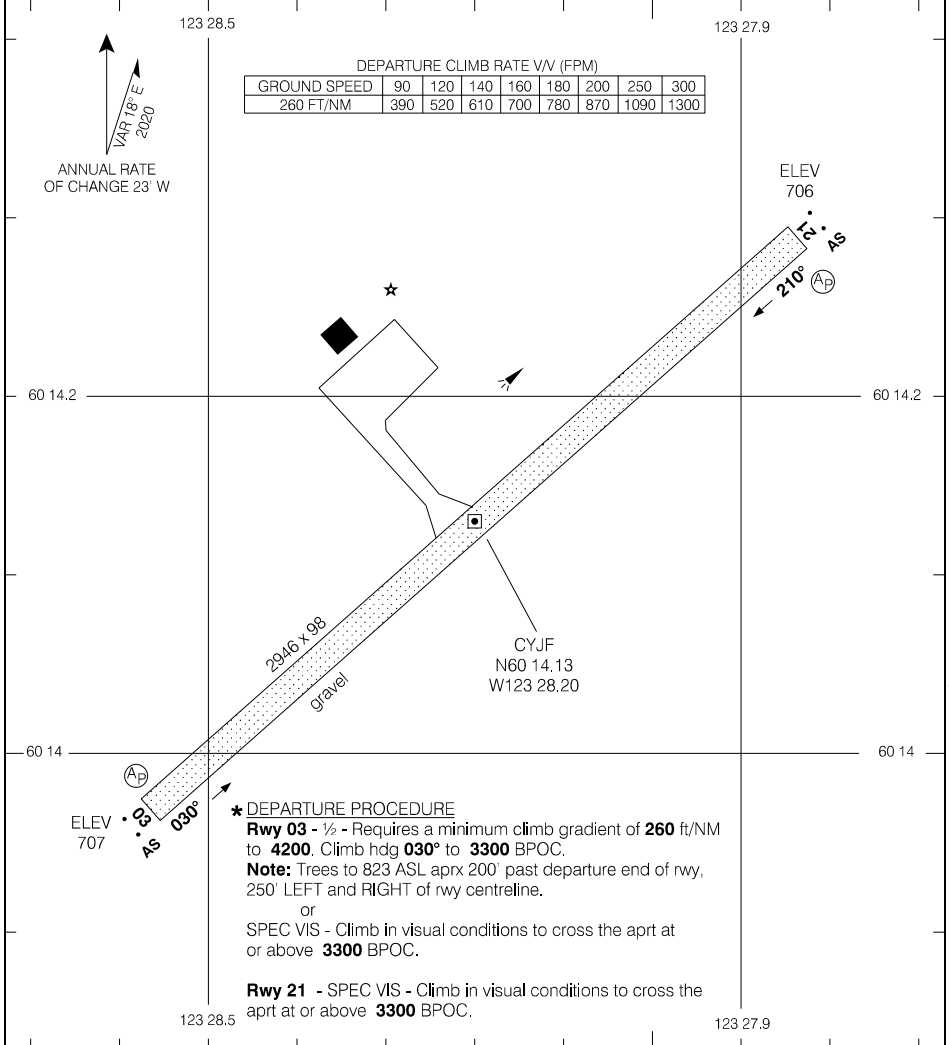 123 28.5
123 27.9
DEPARTURE CLIMB RATE V/V (FPM)
GROUND SPEED 90 120 140 160 180 200 250 300
260 FT/NM 390 520 610 700 780 870 1090 1300
VAR 18° E
2020
ANNUAL RATE
OF CHANGE 23' W
ELEV
706
21
AS
210°
AP
60 14.2
60 14.2
2946 x 98
gravel
CYJF
N60 14.13
W123 28.20
60 14
60 14
AP
ELEV
707
03
AS
030°
* DEPARTURE PROCEDURE
Rwy 03 - ½ - Requires a minimum climb gradient of 260 ft/NM
to 4200. Climb hdg 030° to 3300 BPOC.
Note: Trees to 823 ASL aprx 200' past departure end of rwy,
250' LEFT and RIGHT of rwy centreline.
or
SPEC VIS - Climb in visual conditions to cross the aprt at
or above 3300 BPOC.
Rwy 21 - SPEC VIS - Climb in visual conditions to cross the
aprt at or above 3300 BPOC.
123 28.5
123 27.9